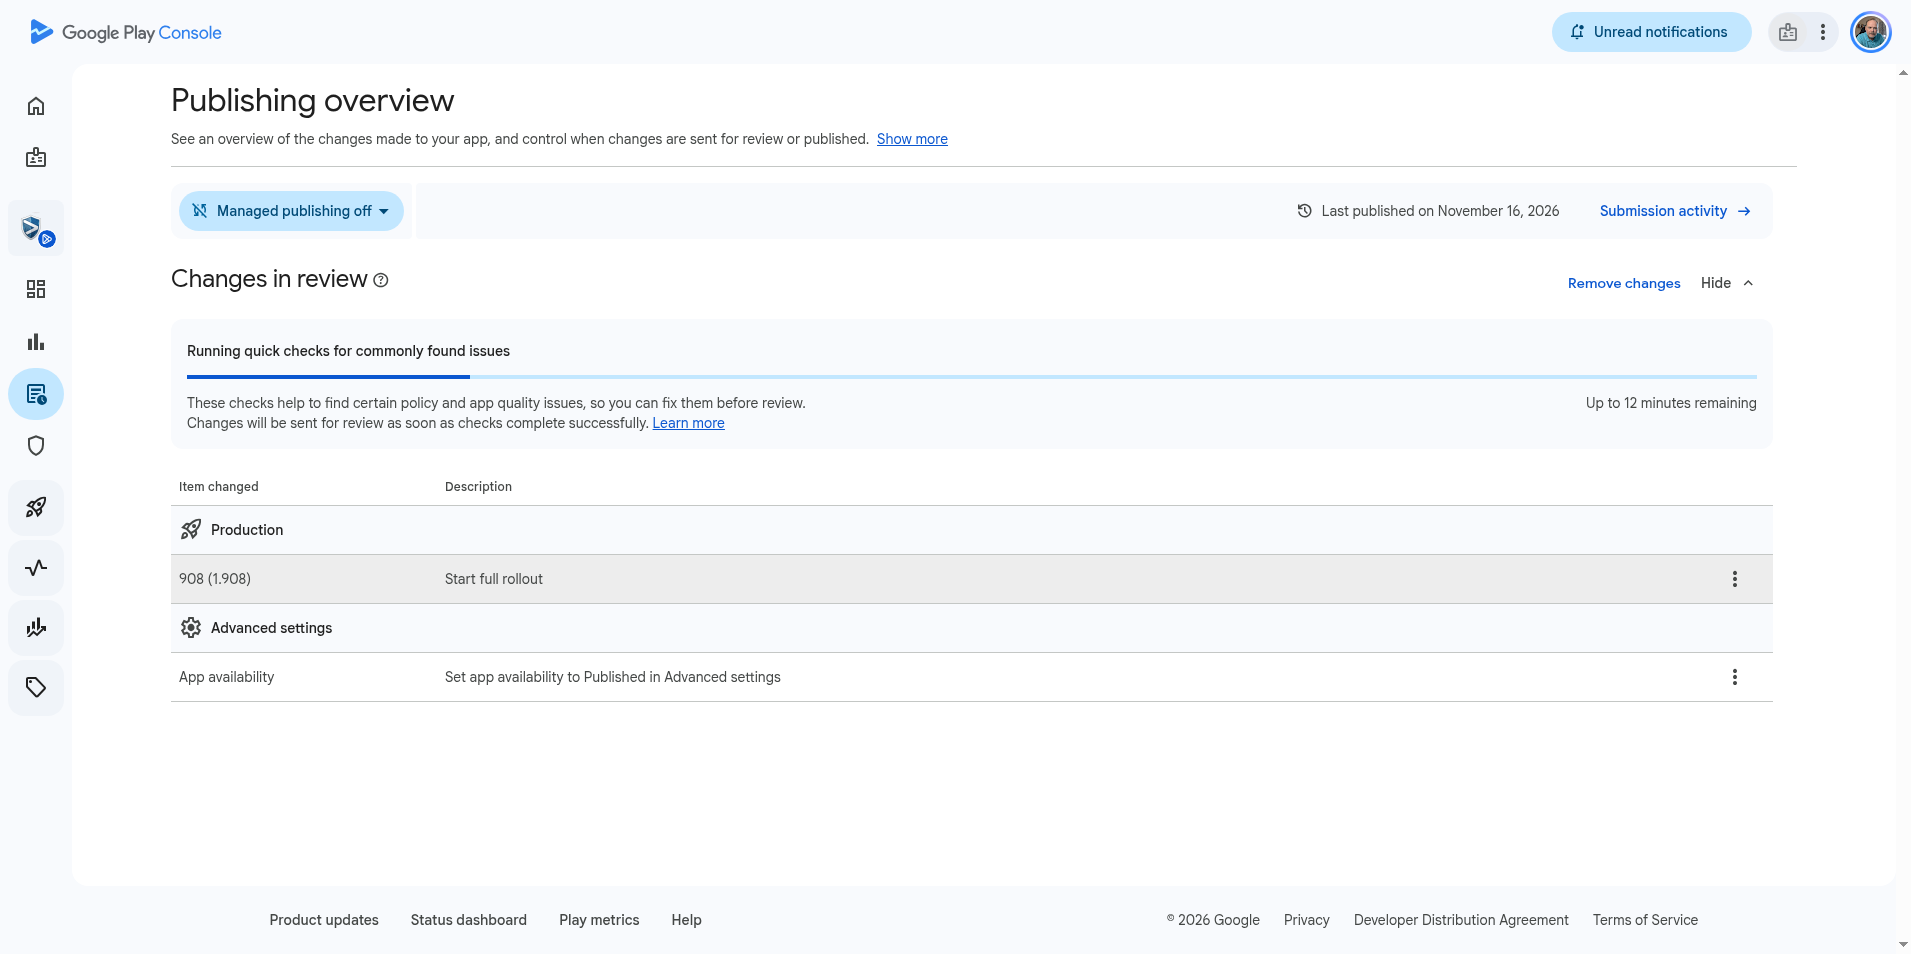 Google Play Console
Unread notifications
Publishing overview
See an overview of the changes made to your app, and control when changes are sent for review or published. Show more
Managed publishing off
Last published on November 16, 2026
Submission activity
Changes in review
Remove changes
Hide
Running quick checks for commonly found issues
These checks help to find certain policy and app quality issues, so you can fix them before review.
Up to 12 minutes remaining
Changes will be sent for review as soon as checks complete successfully. Learn more
Item changed
Description
Production
908 (1.908)
Start full rollout
Advanced settings
App availability
Set app availability to Published in Advanced settings
Product updates
Status dashboard
Play metrics
Help
© 2026 Google
Privacy
Developer Distribution Agreement
Terms of Service